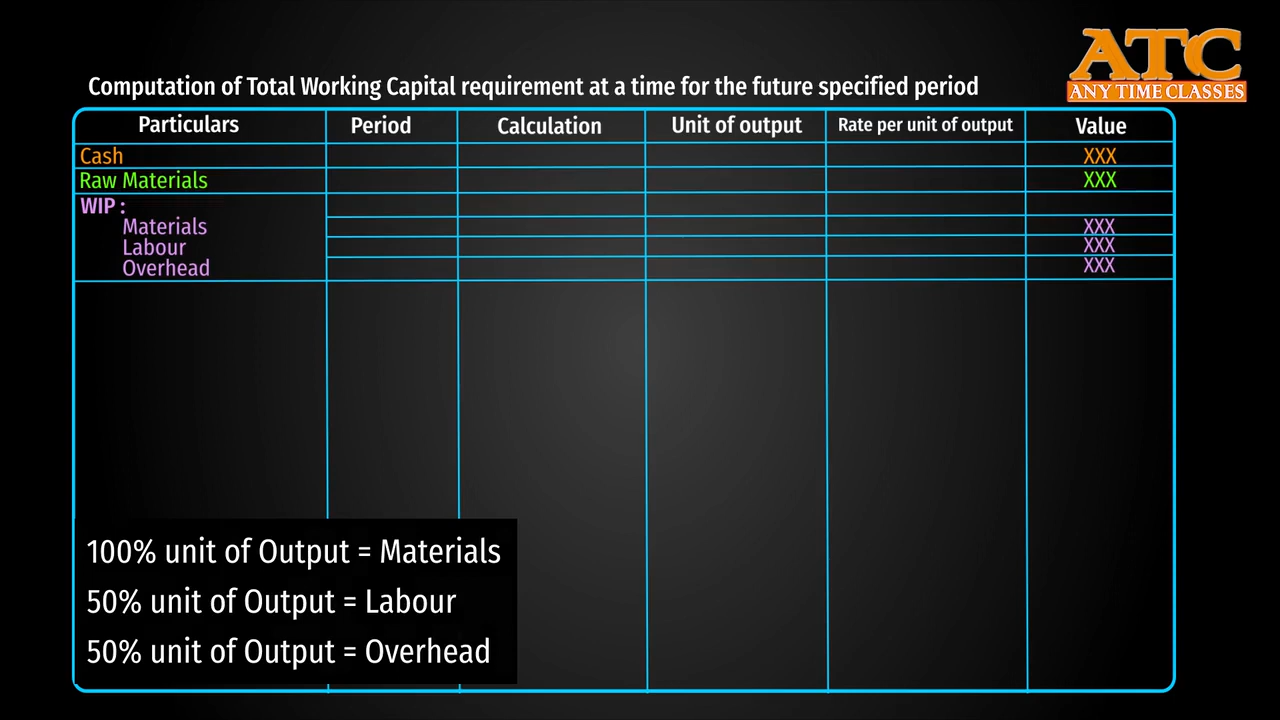 ATC
ANY TIME CLASSES
Computation of Total Working Capital requirement at a time for the future specified period
Particulars Period Calculation Unit of output Rate per unit of output Value
Cash XXX
Raw Materials XXX
WIP :
Materials XXX
Labour XXX
Overhead XXX
100% unit of Output = Materials
50% unit of Output = Labour
50% unit of Output = Overhead